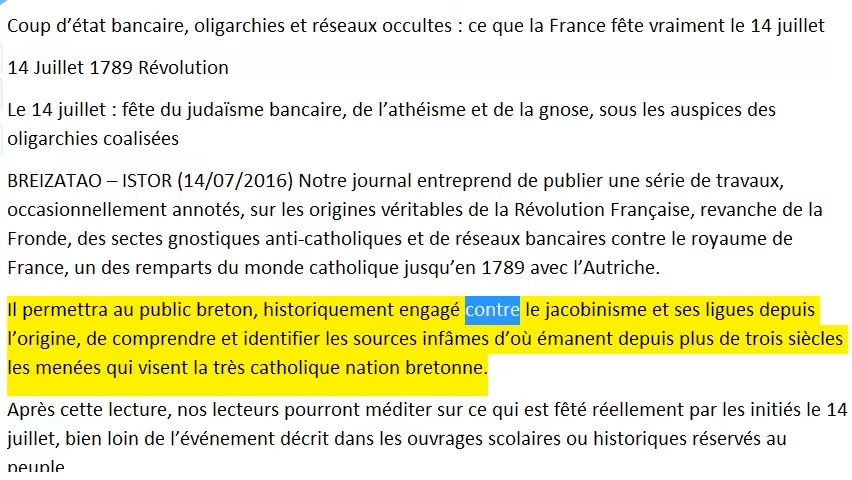 Coup d’état bancaire, oligarchies et réseaux occultes : ce que la France fête vraiment le 14 juillet
14 Juillet 1789 Révolution
Le 14 juillet : fête du judaïsme bancaire, de l’athéisme et de la gnose, sous les auspices des
oligarchies coalisées
BREIZATAO – ISTOR (14/07/2016) Notre journal entreprend de publier une série de travaux,
occasionnellement annotés, sur les origines véritables de la Révolution Française, revanche de la
Fronde, des sectes gnostiques anti-catholiques et de réseaux bancaires contre le royaume de
France, un des remparts du monde catholique jusqu’en 1789 avec l’Autriche.
Il permettra au public breton, historiquement engagé contre le jacobinisme et ses ligues depuis
l’origine, de comprendre et identifier les sources infâmes d’où émanent depuis plus de trois siècles
les menées qui visent la très catholique nation bretonne.
Après cette lecture, nos lecteurs pourront méditer sur ce qui est fêté réellement par les initiés le 14
juillet, bien loin de l’événement décrit dans les ouvrages scolaires ou historiques réservés au
peuple